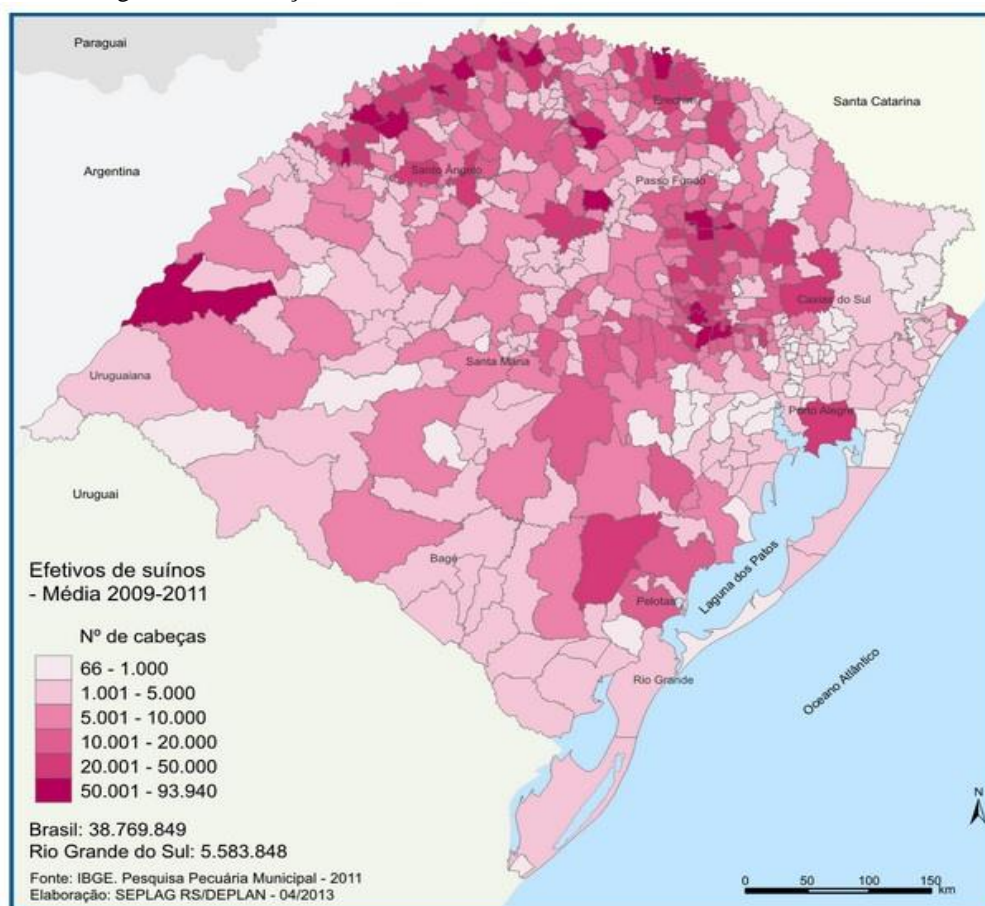 Paraguai
Santa Catarina
Argentina
Erechim
Santo Ângelo
Passo Fundo
Caxias do Sul
Santa Maria
Uruguaiana
Porto Alegre
Uruguai
Bagé
Laguna dos Patos
Pelotas
Rio Grande
Oceano Atlântico
Efetivos de suínos
- Média 2009-2011
Nº de cabeças
66 - 1.000
1.001 - 5.000
5.001 - 10.000
10.001 - 20.000
20.001 - 50.000
50.001 - 93.940
Brasil: 38.769.849
Rio Grande do Sul: 5.583.848
Fonte: IBGE. Pesquisa Pecuária Municipal - 2011
Elaboração: SEPLAG RS/DEPLAN - 04/2013
N
0 50 100 150
km